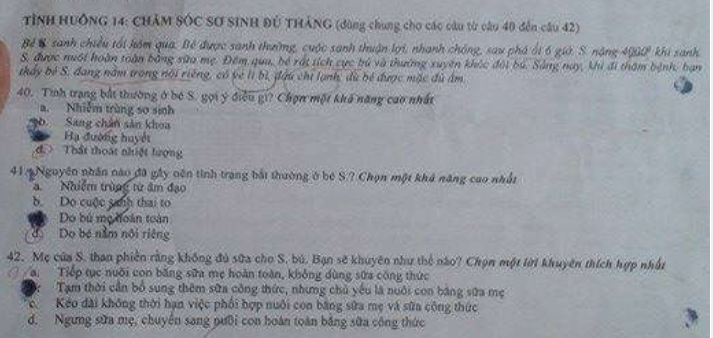 TÌNH HUỐNG 14: CHĂM SÓC SƠ SINH ĐỦ THÁNG (dùng chung cho các câu từ câu 40 đến câu 42)
Bé S. sanh chiều tối hôm qua. Bé được sanh thường, cuộc sanh thuận lợi, nhanh chóng, sau phá ối 6 giờ. S. nặng khi sanh.
S. được nuôi hoàn toàn bằng sữa mẹ. Đêm qua, bé rất tích cực bú và thường xuyên khóc đòi bú. Sáng nay, khi đi thăm bệnh, bạn
thấy bé S. đang nằm trong nôi riêng, có vẻ li bì, đầu chi lạnh, dù bé được mặc đủ ấm.
40. Tình trạng bất thường ở bé S. gợi ý điều gì? Chọn một khả năng cao nhất
a. Nhiễm trùng sơ sinh
b. Sang chấn sản khoa
Hạ đường huyết
d. Thất thoát nhiệt lượng
41. Nguyên nhân nào đã gây nên tình trạng bất thường ở bé S.? Chọn một khả năng cao nhất
a. Nhiễm trùng từ âm đạo
b. Do cuộc sanh thai to
Do bú mẹ hoàn toàn
d. Do bé nằm nôi riêng
42. Mẹ của S. than phiền rằng không đủ sữa cho S. bú. Bạn sẽ khuyên như thế nào? Chọn một lời khuyên thích hợp nhất
a. Tiếp tục nuôi con bằng sữa mẹ hoàn toàn, không dùng sữa công thức
Tạm thời cần bổ sung thêm sữa công thức, nhưng chủ yếu là nuôi con bằng sữa mẹ
c. Kéo dài không thời hạn việc phối hợp nuôi con bằng sữa mẹ và sữa công thức
d. Ngưng sữa mẹ, chuyển sang nuôi con hoàn toàn bằng sữa công thức